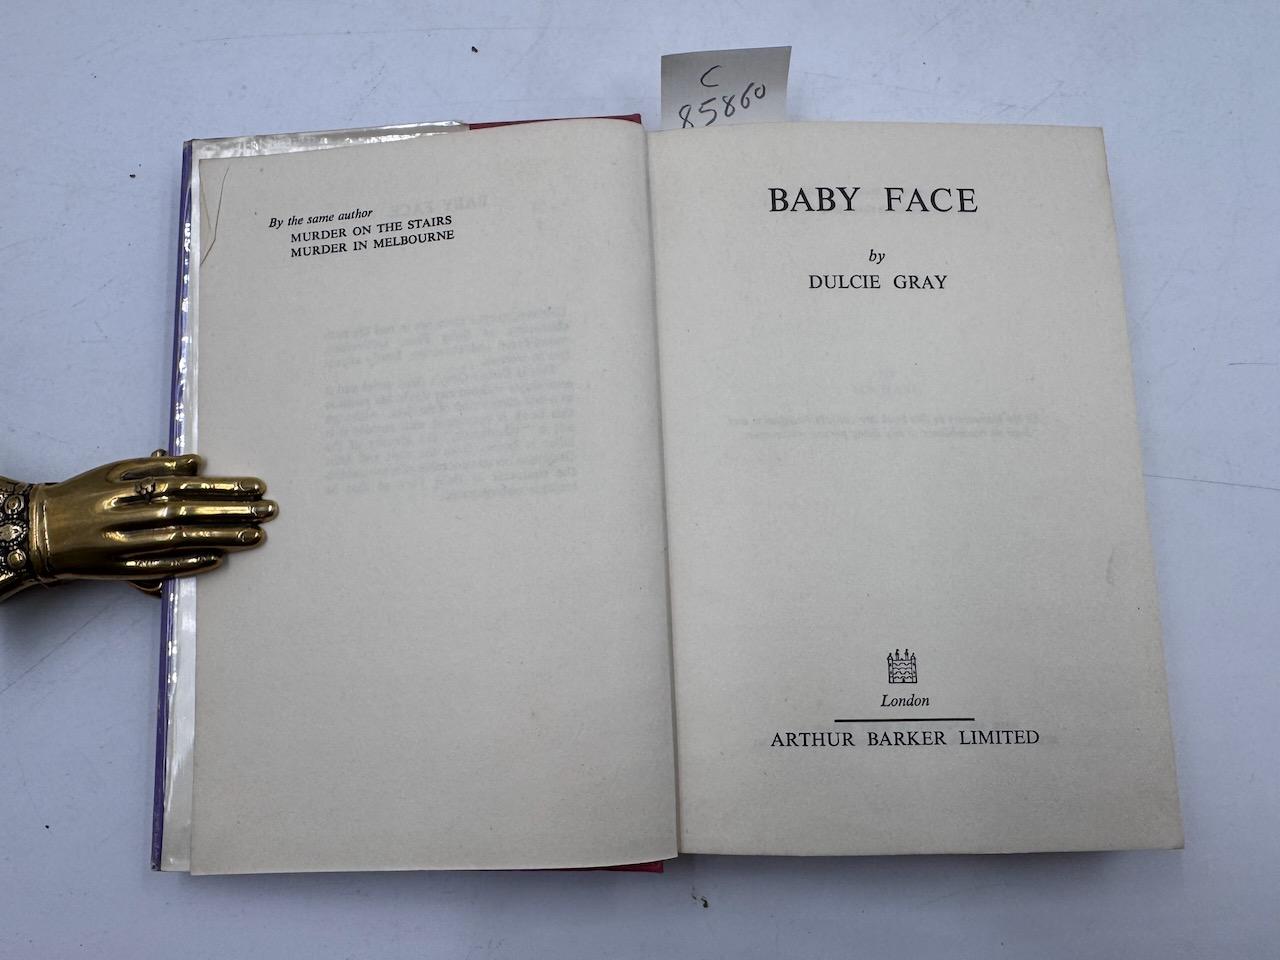 C
85860
By the same author
MURDER ON THE STAIRS
MURDER IN MELBOURNE
BABY FACE
by
DULCIE GRAY
London
ARTHUR BARKER LIMITED